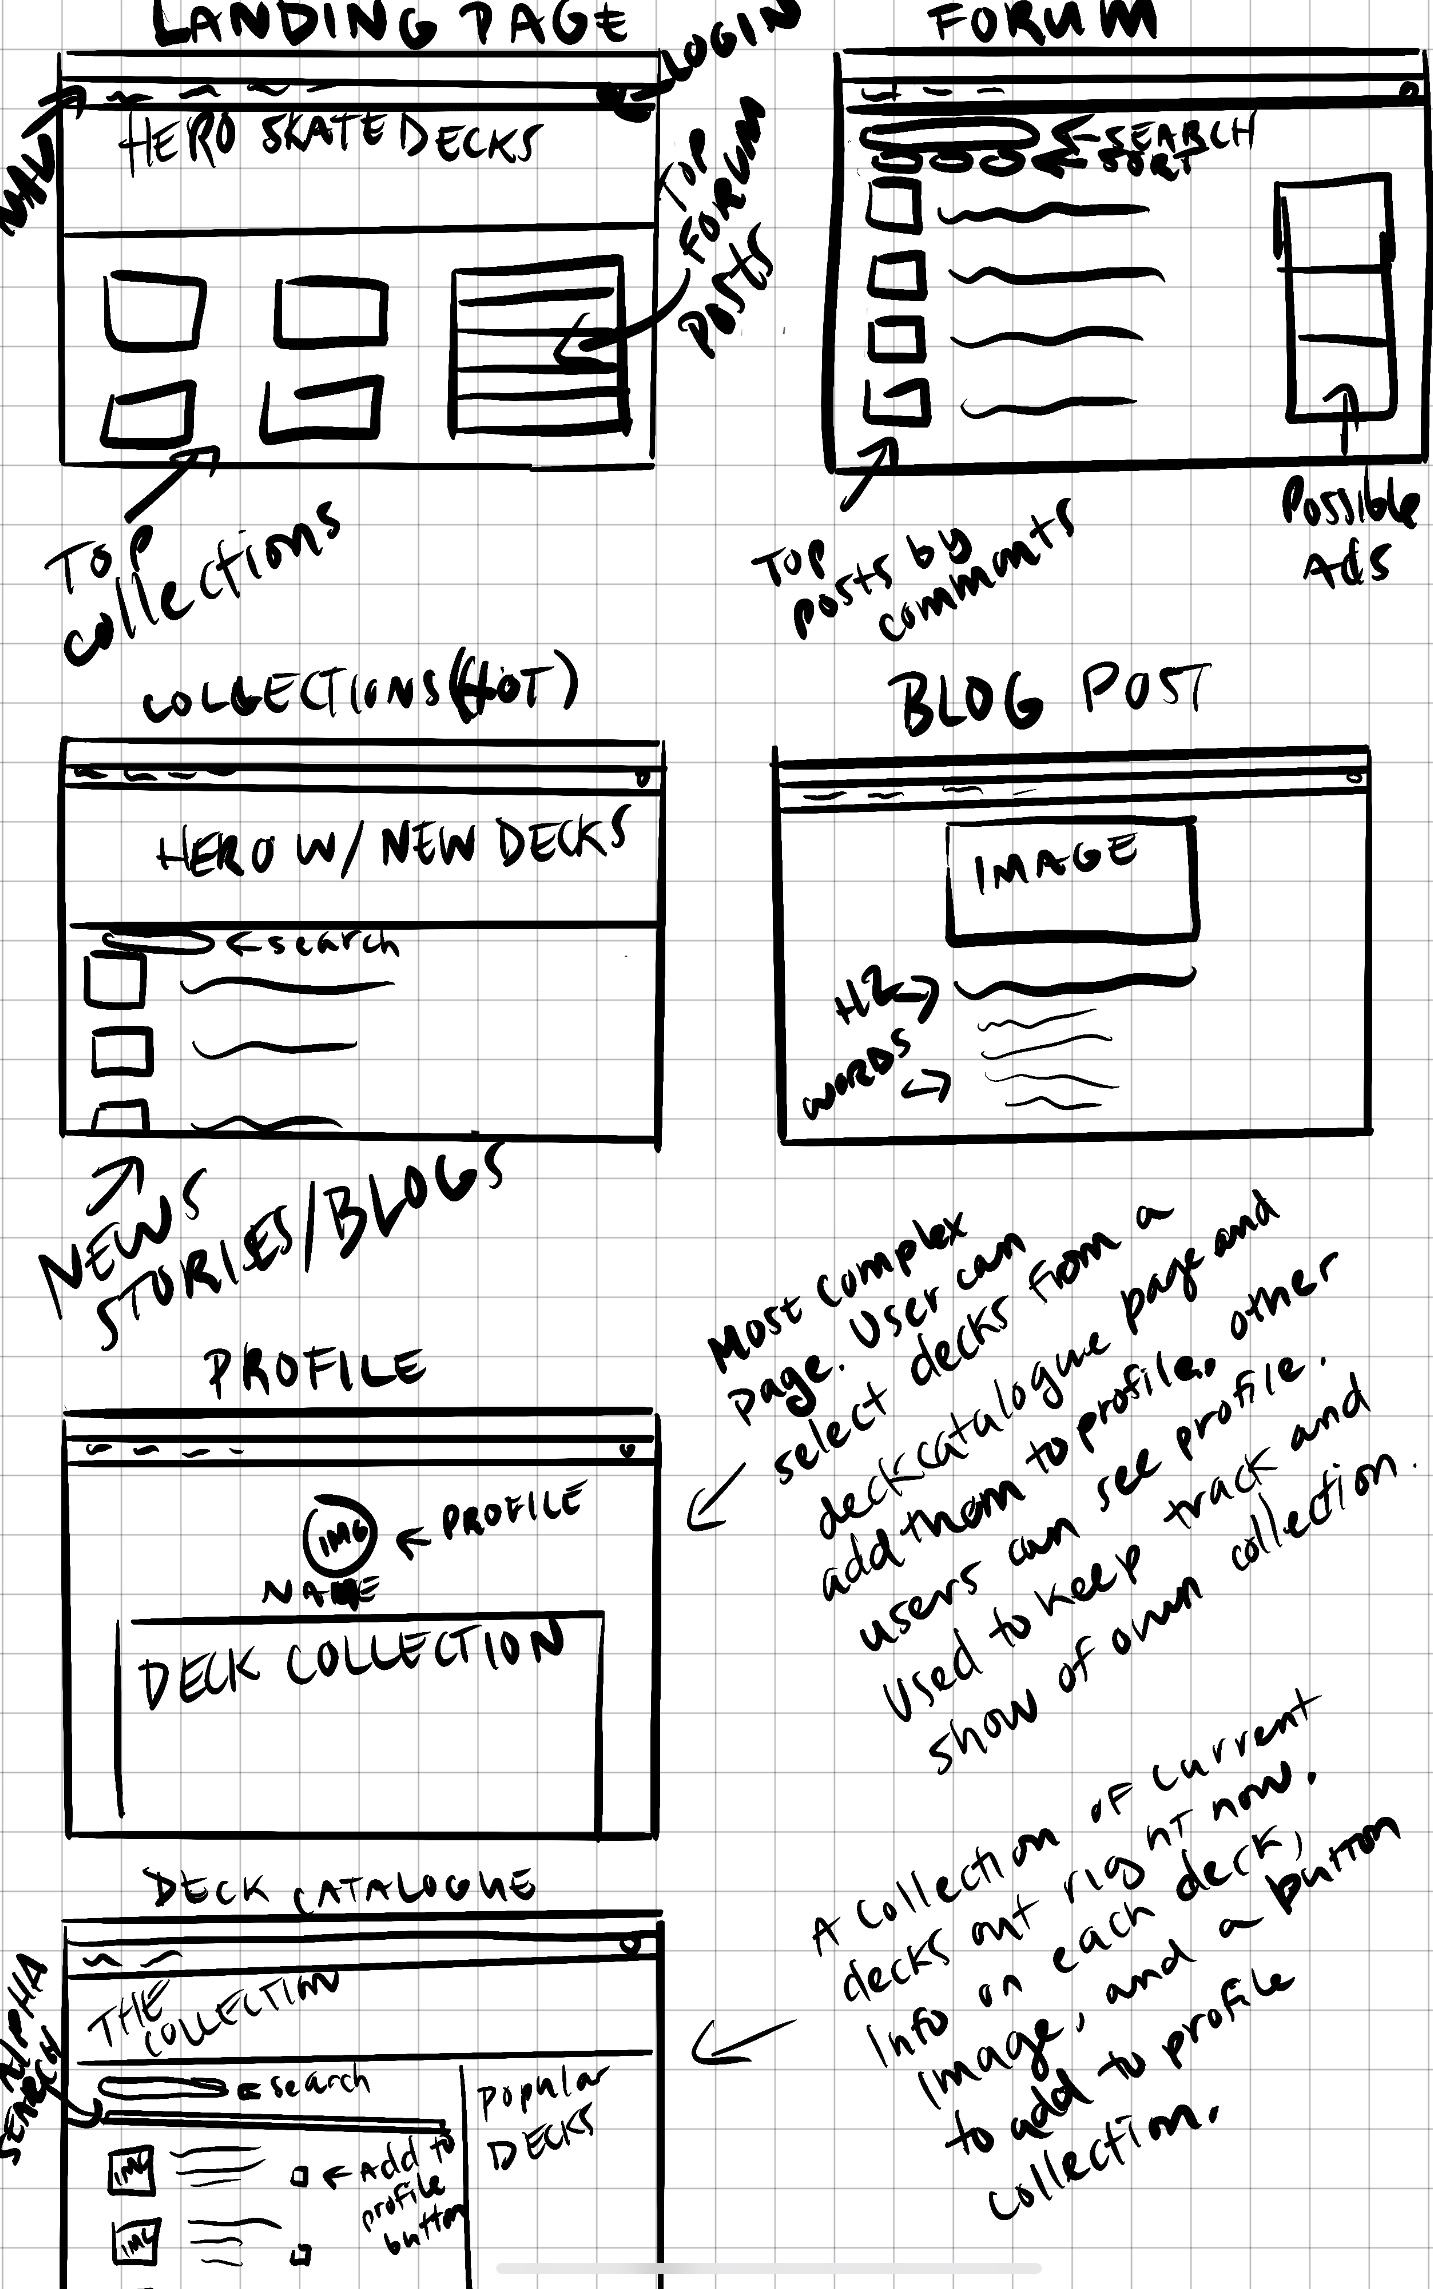 LANDING PAGE
LOGIN
NAV
HERO SKATE DECKS
TOP
FORUM
POSTS
TOP
collections
FORUM
SEARCH
SORT
TOP
posts by
comments
Possible
Ads
COLLECTIONS (HOT)
HERO W/ NEW DECKS
search
NEWS
STORIES/BLOGS
BLOG POST
IMAGE
H2
WORDS
PROFILE
IMG
PROFILE
NAME
DECK COLLECTION
Most complex
page. User can
select decks from a
deck catalogue page and
add them to profile. other
users can see profile.
Used to keep track and
show of own collection.
DECK CATALOGUE
ALPHA
SEARCH
THE
COLLECTION
search
Popular
DECKS
IMG
Add to
profile
button
IMG
A collection of current
decks out right now.
Info on each deck,
image, and a button
to add to profile
collection.